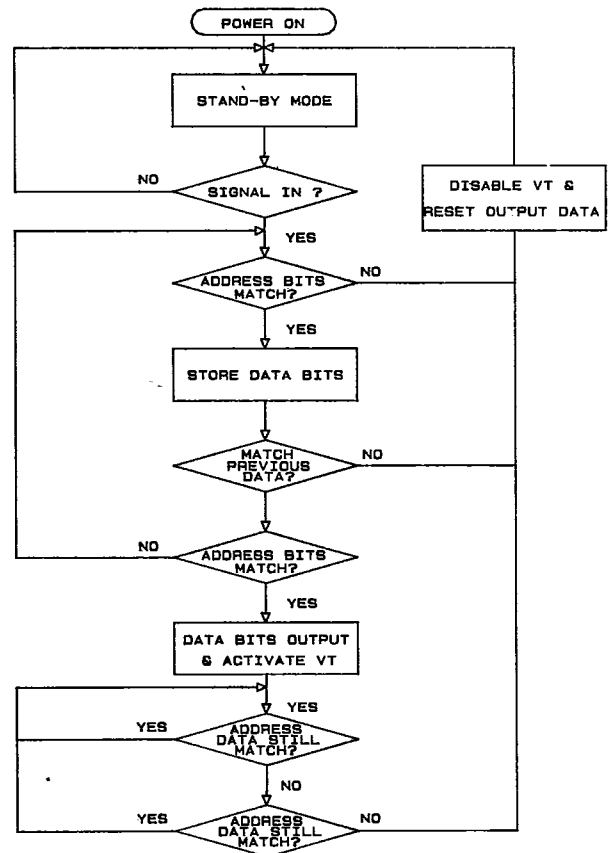 POWER ON
STAND-BY MODE
NO
SIGNAL IN ?
DISABLE VT &
RESET OUTPUT DATA
YES
ADDRESS BITS
MATCH?
NO
YES
STORE DATA BITS
MATCH
PREVIOUS
DATA?
NO
NO
ADDRESS BITS
MATCH?
YES
DATA BITS OUTPUT
& ACTIVATE VT
YES
YES
ADDRESS
DATA STILL
MATCH?
NO
YES
ADDRESS
DATA STILL
MATCH?
NO